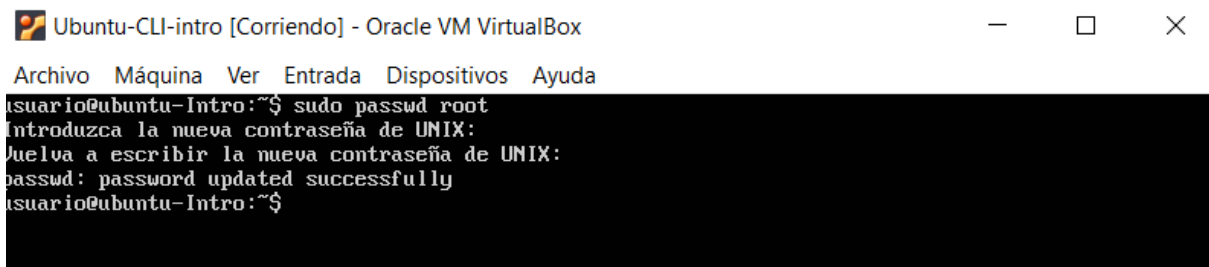 Ubuntu-CLI-intro [Corriendo] - Oracle VM VirtualBox
Archivo Máquina Ver Entrada Dispositivos Ayuda
usuario@ubuntu-Intro:~$ sudo passwd root
Introduzca la nueva contraseña de UNIX:
Vuelva a escribir la nueva contraseña de UNIX:
passwd: password updated successfully
usuario@ubuntu-Intro:~$